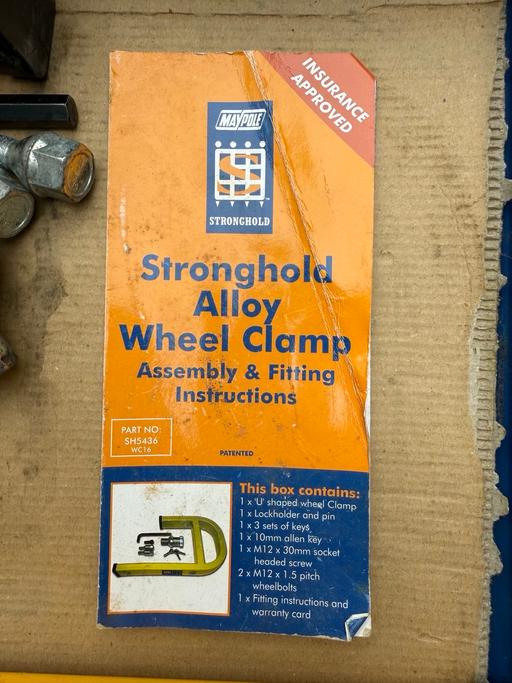 INSURANCE
APPROVED
MAYPOLE
S
TM
STRONGHOLD
Stronghold
Alloy
Wheel Clamp
Assembly & Fitting
Instructions
PART NO:
SH5436
WC16
PATENTED
This box contains:
1 x 'U' shaped wheel Clamp
1 x Lockholder and pin
1 x 3 sets of keys
1 x 10mm allen key
1 x M12 x 30mm socket
headed screw
2 x M12 x 1.5 pitch
wheelbolts
1 x Fitting instructions and
warranty card